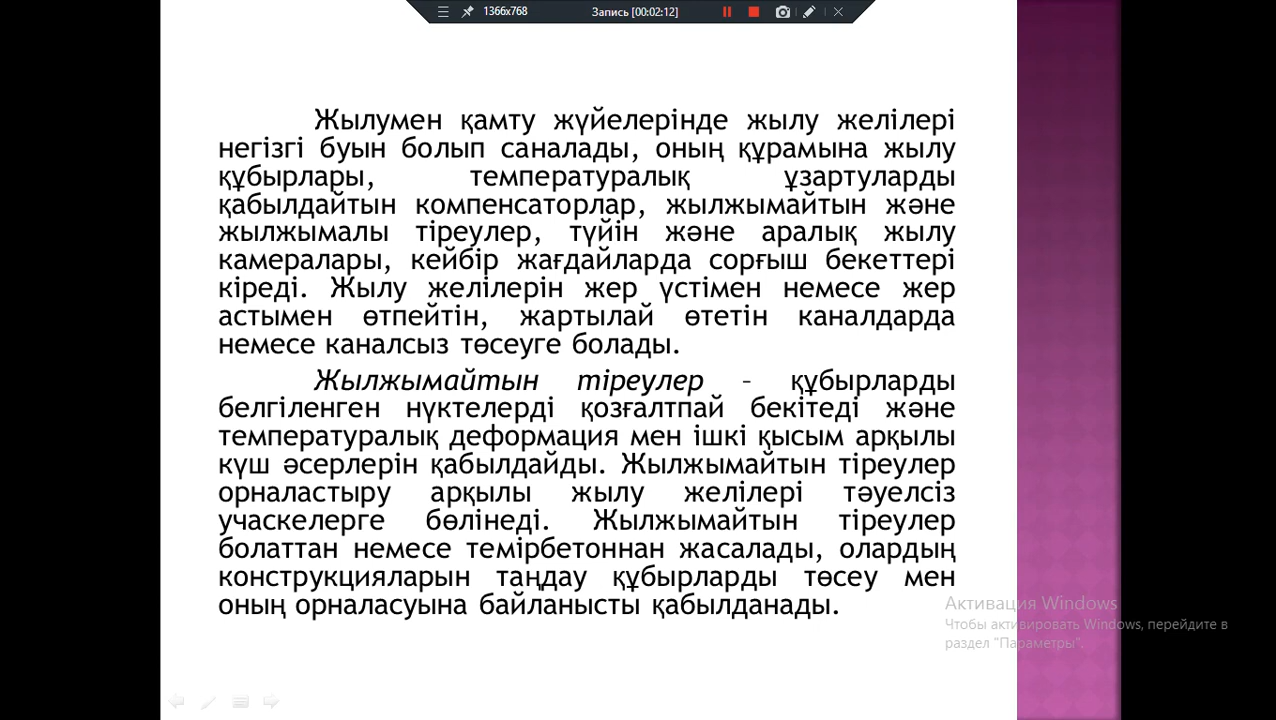 1366x768
Запись [00:02:12]
Жылумен қамту жүйелерінде жылу желілері
негізгі буын болып саналады, оның құрамына жылу
құбырлары, температуралық ұзартуларды
қабылдайтын компенсаторлар, жылжымайтын және
жылжымалы тіреулер, түйін және аралық жылу
камералары, кейбір жағдайларда сорғыш бекеттері
кіреді. Жылу желілерін жер үстімен немесе жер
астымен өтпейтін, жартылай өтетін каналдарда
немесе каналсыз төсеуге болады.
Жылжымайтын тіреулер – құбырларды
белгіленген нүктелерді қозғалтпай бекітеді және
температуралық деформация мен ішкі қысым арқылы
күш әсерлерін қабылдайды. Жылжымайтын тіреулер
орналастыру арқылы жылу желілері тәуелсіз
учаскелерге бөлінеді. Жылжымайтын тіреулер
болаттан немесе темірбетоннан жасалады, олардың
конструкцияларын таңдау құбырларды төсеу мен
оның орналасуына байланысты қабылданады.
Активация Windows
Чтобы активировать Windows, перейдите в
раздел "Параметры".